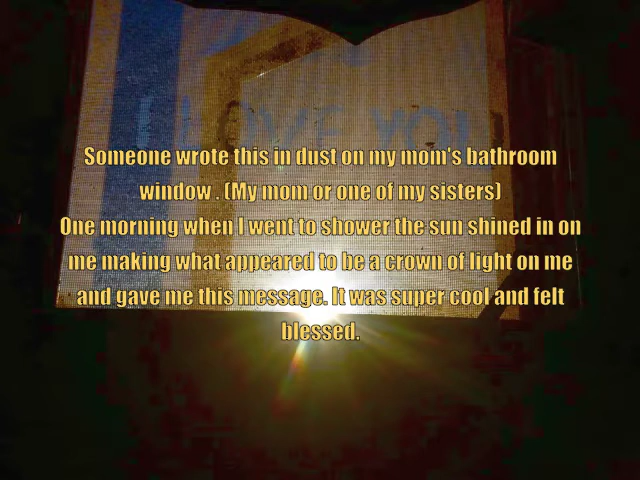 I LOVE YOU
Someone wrote this in dust on my mom's bathroom
window . (My mom or one of my sisters)
One morning when I went to shower the sun shined in on
me making what appeared to be a crown of light on me
and gave me this message. It was super cool and felt
blessed.